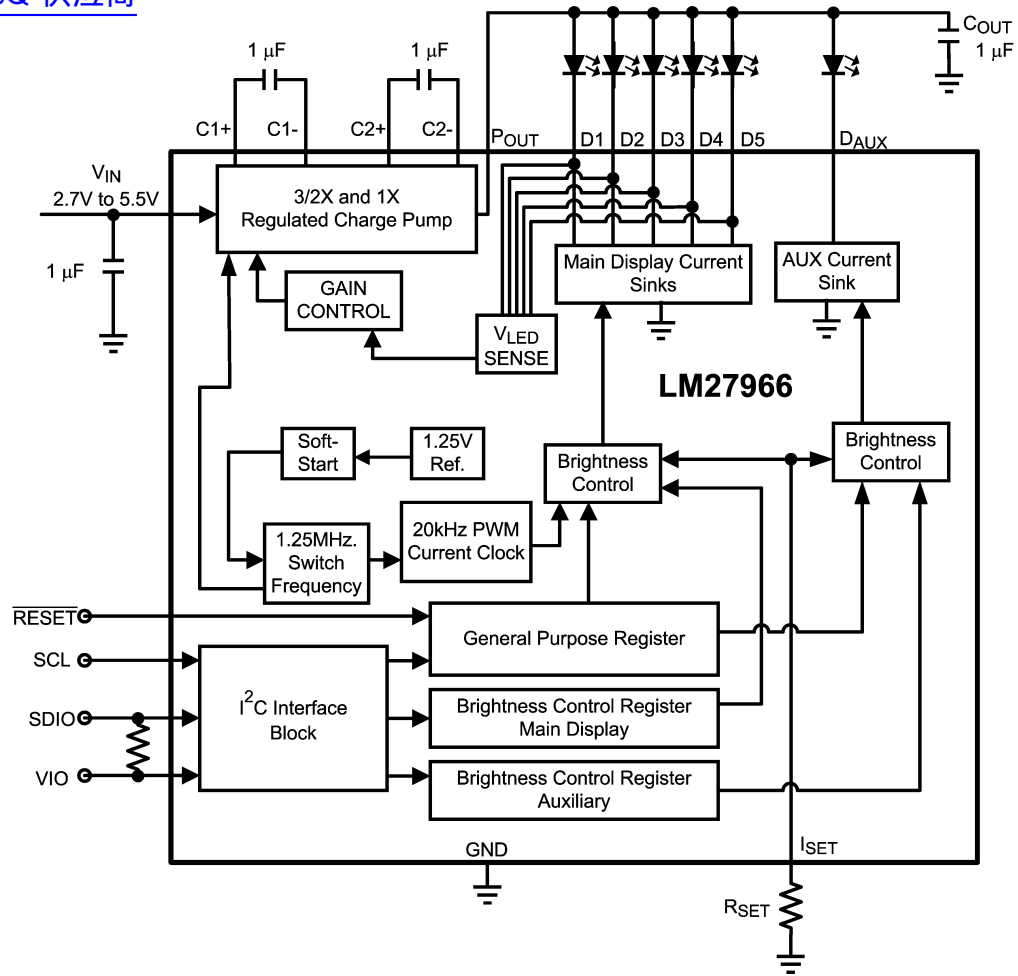 供应商
COUT
1 µF
1 µF
1 µF
C1+
C1-
C2+
C2-
POUT
D1
D2
D3
D4
D5
DAUX
VIN
2.7V to 5.5V
3/2X and 1X
Regulated Charge Pump
1 µF
GAIN
CONTROL
VLED
SENSE
Main Display Current
Sinks
AUX Current
Sink
LM27966
Soft-
Start
1.25V
Ref.
Brightness
Control
Brightness
Control
1.25MHz.
Switch
Frequency
20kHz PWM
Current Clock
RESET
SCL
SDIO
VIO
I2C Interface
Block
General Purpose Register
Brightness Control Register
Main Display
Brightness Control Register
Auxiliary
GND
ISET
RSET